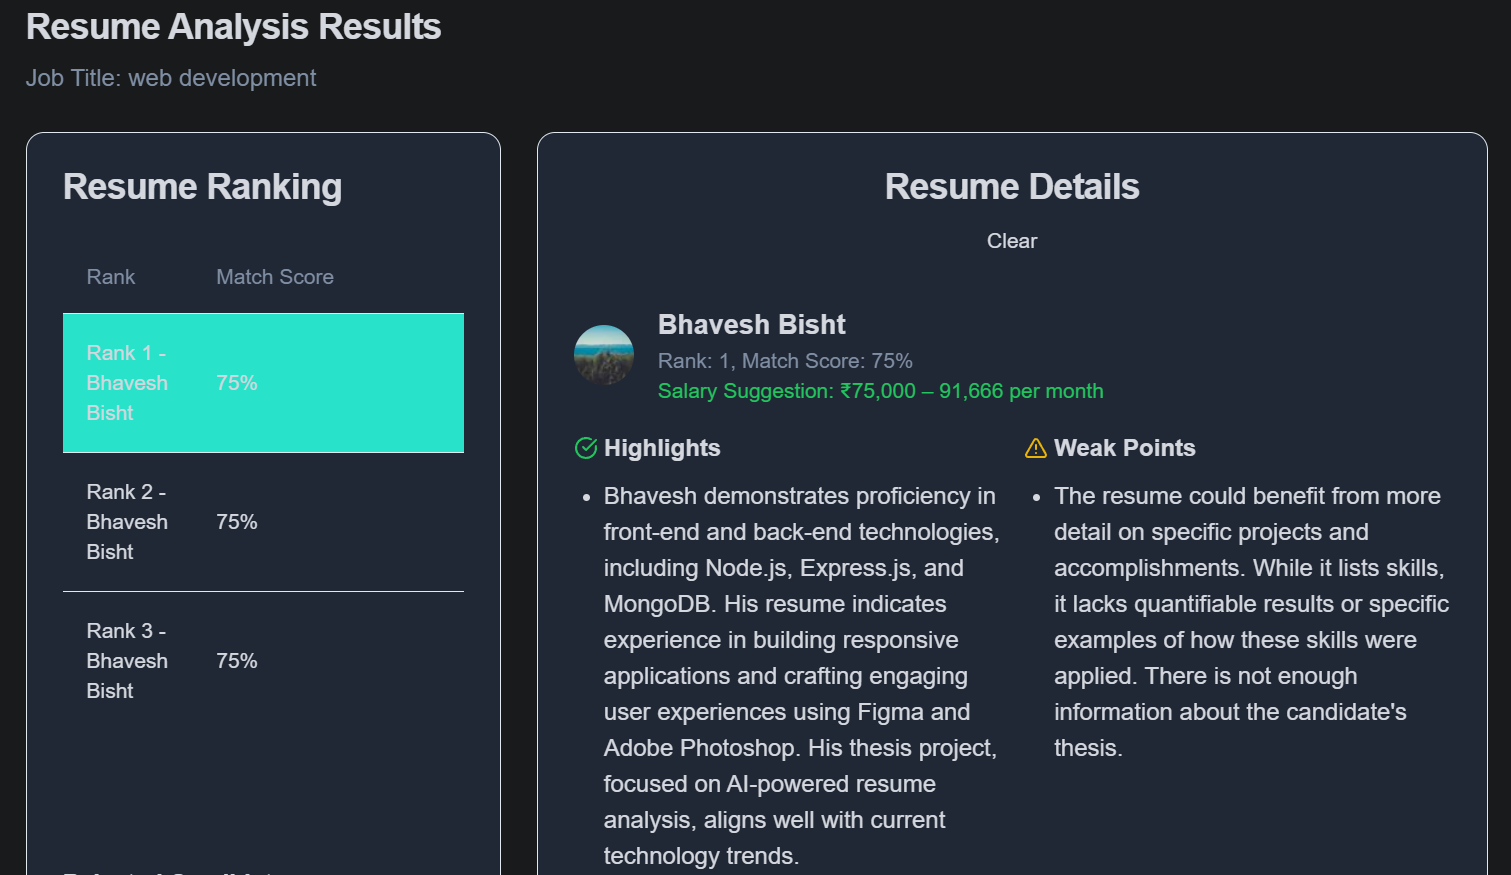 Resume Analysis Results
Job Title: web development
Resume Ranking
Rank Match Score
Rank 1 -
Bhavesh
Bisht
75%
Rank 2 -
Bhavesh
Bisht
75%
Rank 3 -
Bhavesh
Bisht
75%
Resume Details
Clear
Bhavesh Bisht
Rank: 1, Match Score: 75%
Salary Suggestion: ₹75,000 – 91,666 per month
Highlights
• Bhavesh demonstrates proficiency in
front-end and back-end technologies,
including Node.js, Express.js, and
MongoDB. His resume indicates
experience in building responsive
applications and crafting engaging
user experiences using Figma and
Adobe Photoshop. His thesis project,
focused on AI-powered resume
analysis, aligns well with current
technology trends.
Weak Points
• The resume could benefit from more
detail on specific projects and
accomplishments. While it lists skills,
it lacks quantifiable results or specific
examples of how these skills were
applied. There is not enough
information about the candidate's
thesis.